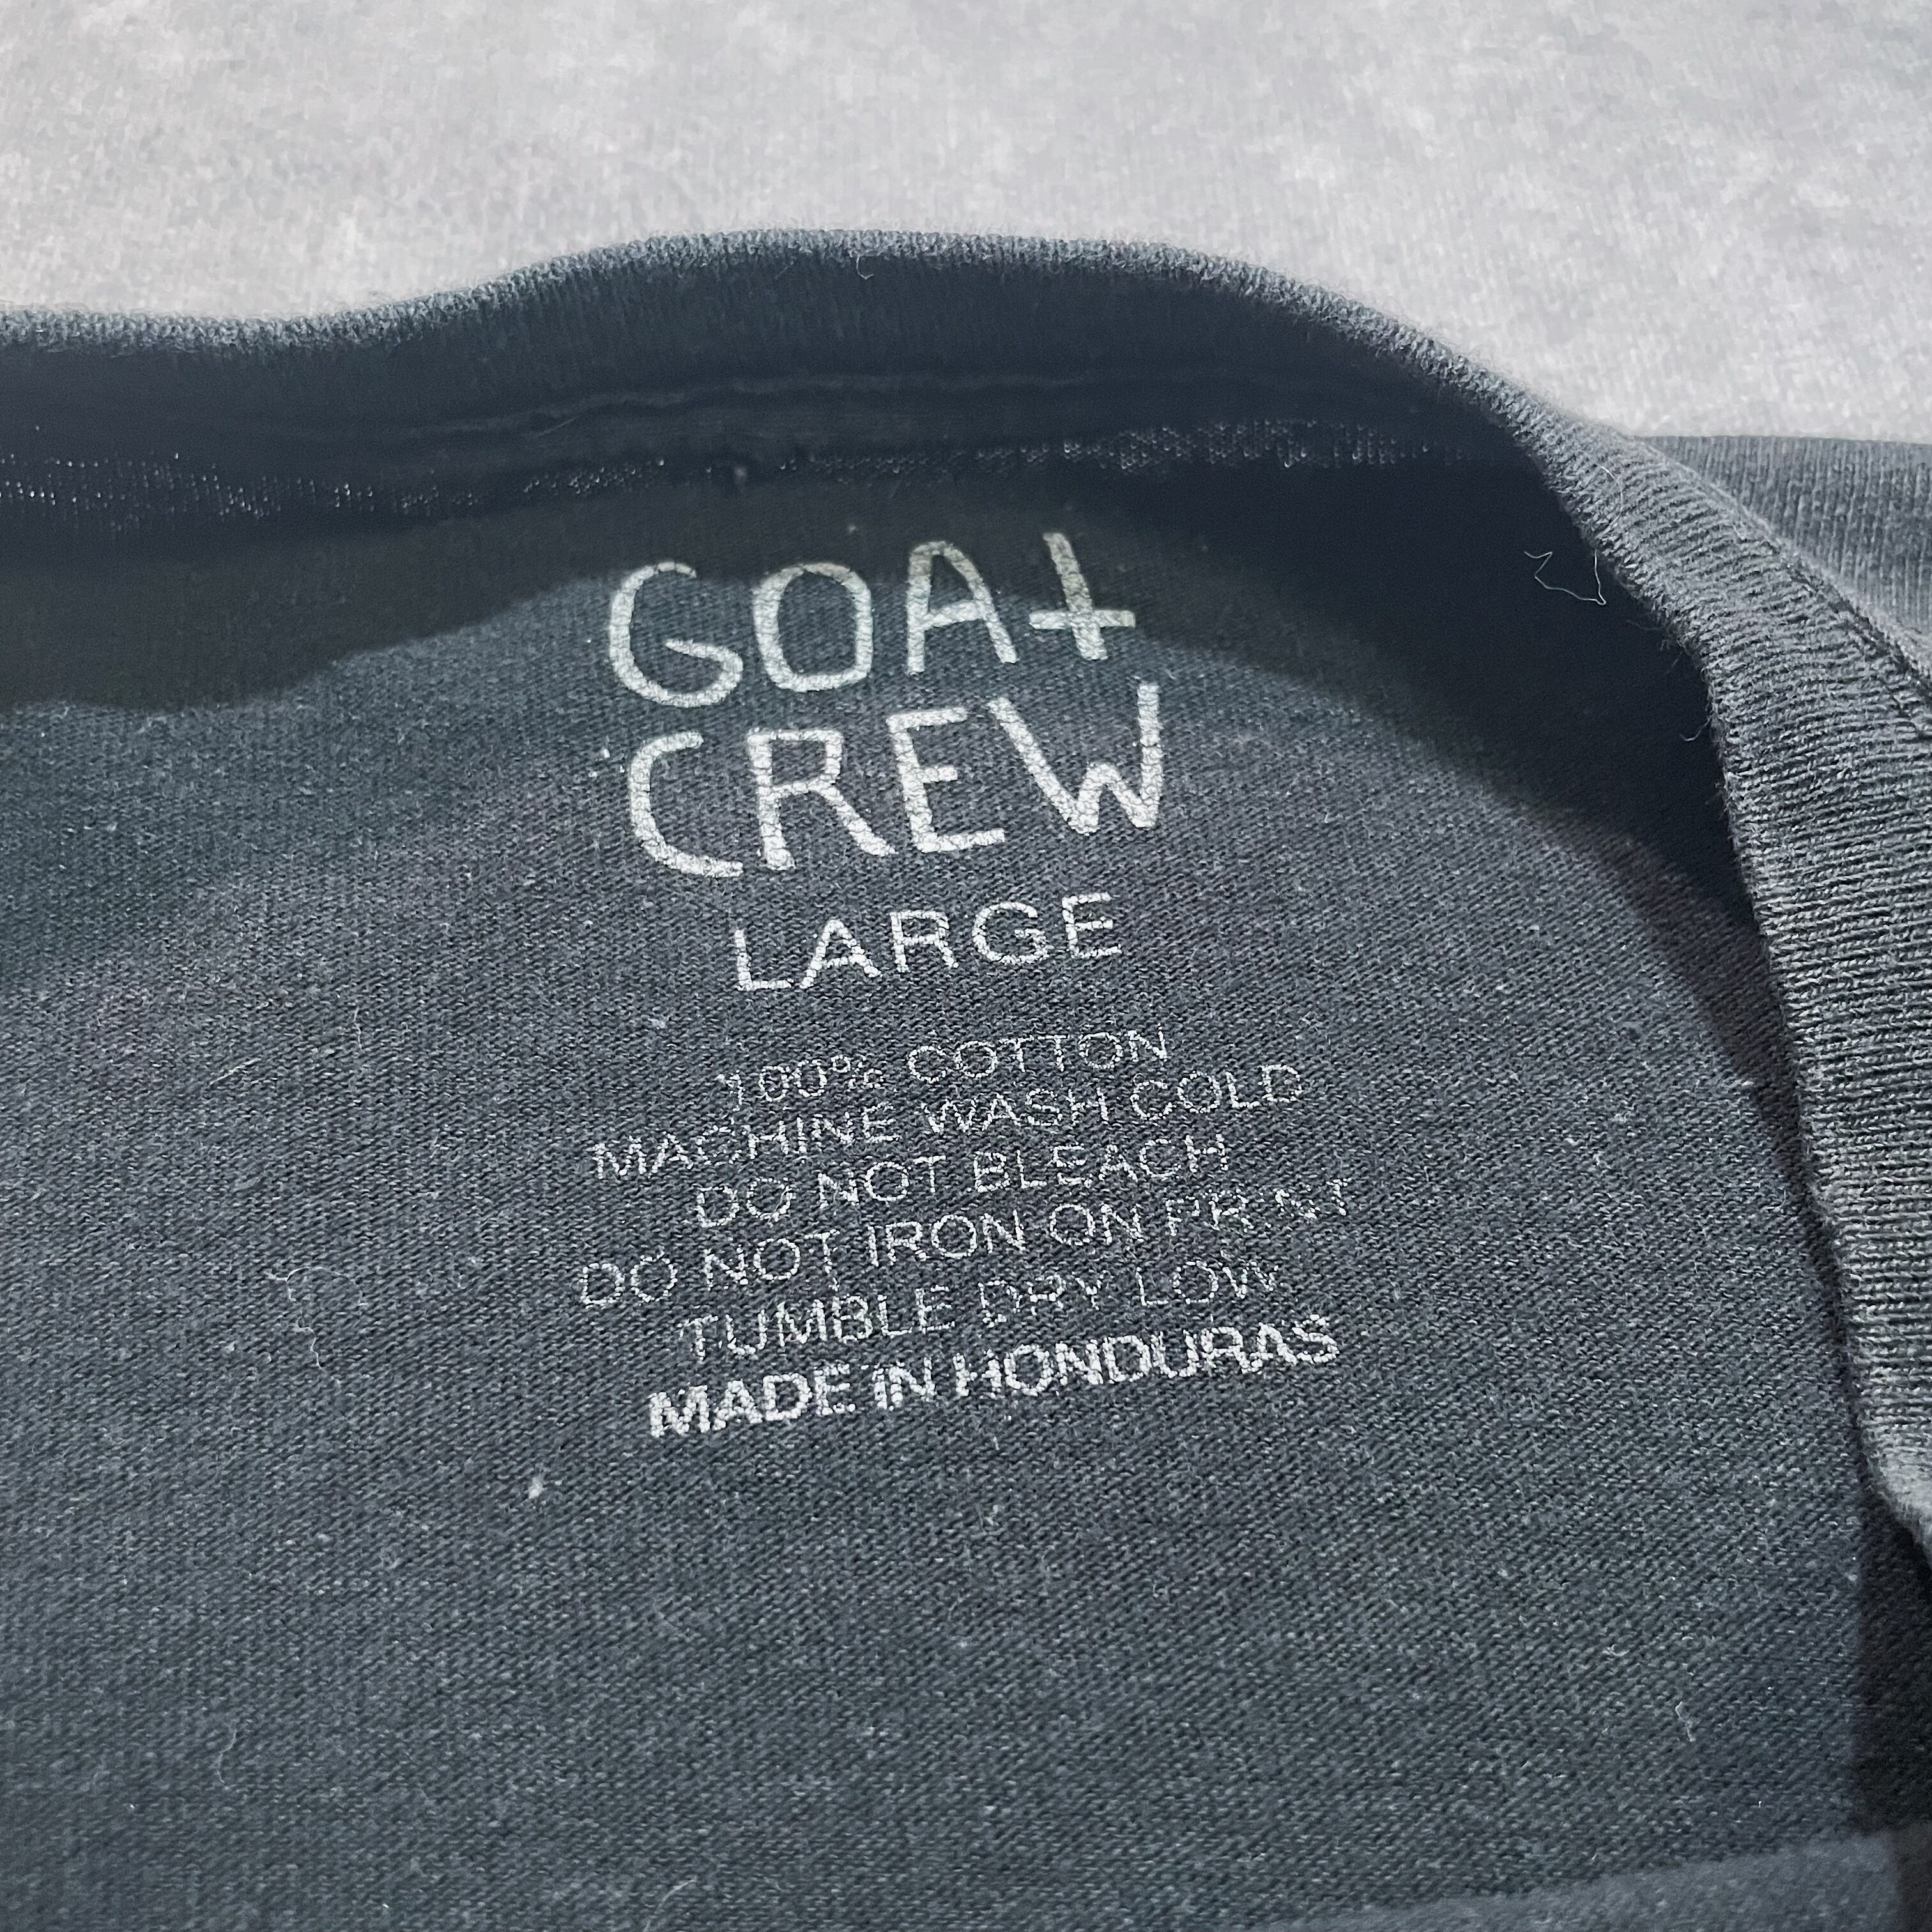 GOAt
CREW
LARGE
100% COTTON
MACHINE WASH COLD
DO NOT BLEACH
DO NOT IRON ON PRINT
TUMBLE DRY LOW
MADE IN HONDURAS